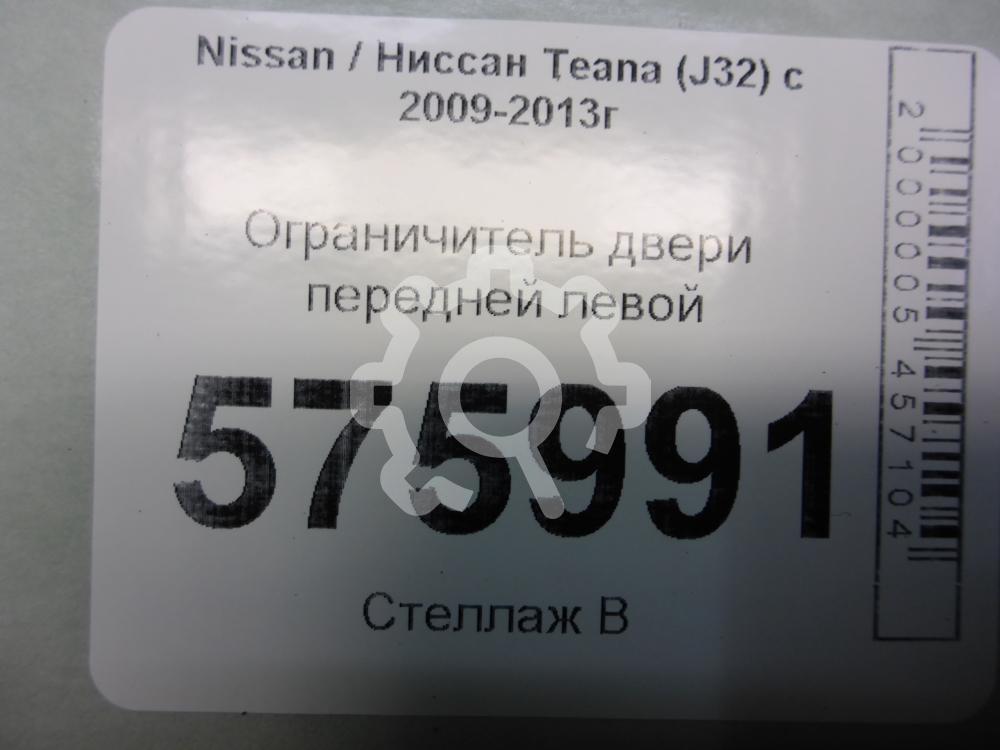 Nissan / Ниссан Teana (J32) с
2009-2013г
Ограничитель двери
передней левой
575991
Стеллаж В
2000005457104